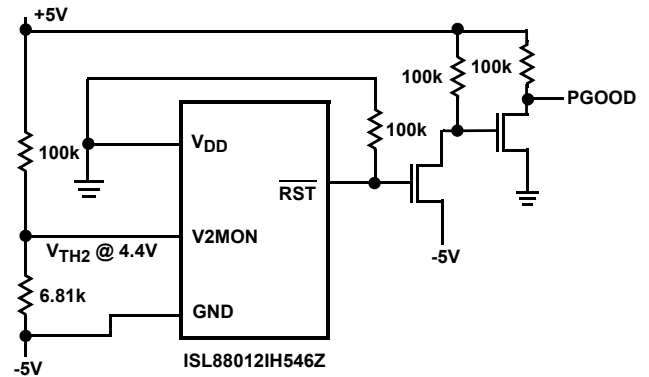 +5V
100k
100k
100k
PGOOD
100k
VDD
RST
V2MON
VTH2 @ 4.4V
-5V
6.81k
GND
-5V
ISL88012IH546Z